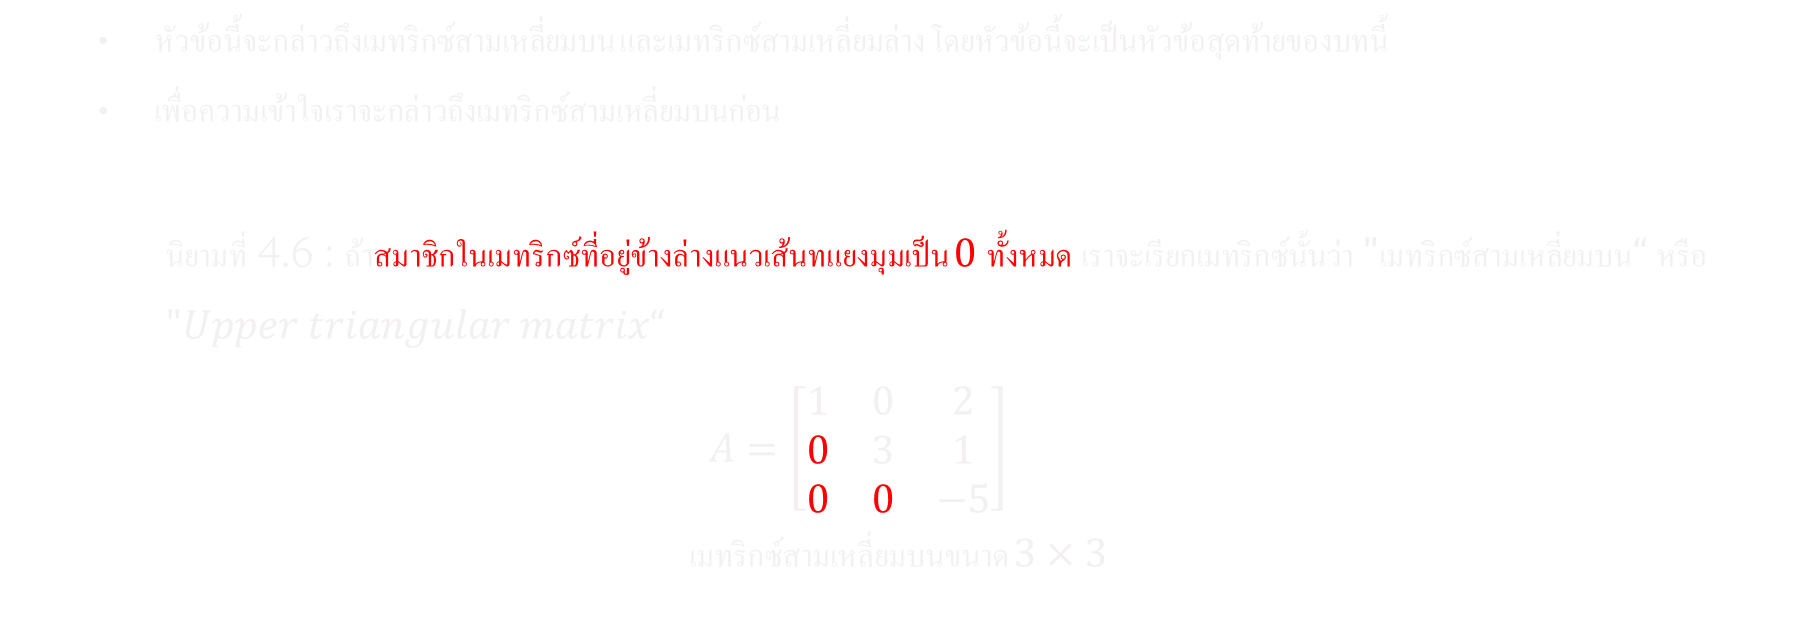 • หัวข้อนี้จะกล่าวถึงเมทริกซ์สามเหลี่ยมบน และเมทริกซ์สามเหลี่ยมล่าง โดยหัวข้อนี้จะเป็นหัวข้อสุดท้ายของบทนี้
• เพื่อความเข้าใจเราจะกล่าวถึงเมทริกซ์สามเหลี่ยมบนก่อน
นิยามที่ 4.6 : ถ้าสมาชิกในเมทริกซ์ที่อยู่ข้างล่างแนวเส้นทแยงมุมเป็น 0 ทั้งหมด เราจะเรียกเมทริกซ์นั้นว่า "เมทริกซ์สามเหลี่ยมบน“ หรือ
"Upper triangular matrix“
1 0 2
A = 0 3 1
0 0 −5
เมทริกซ์สามเหลี่ยมบนขนาด 3 × 3